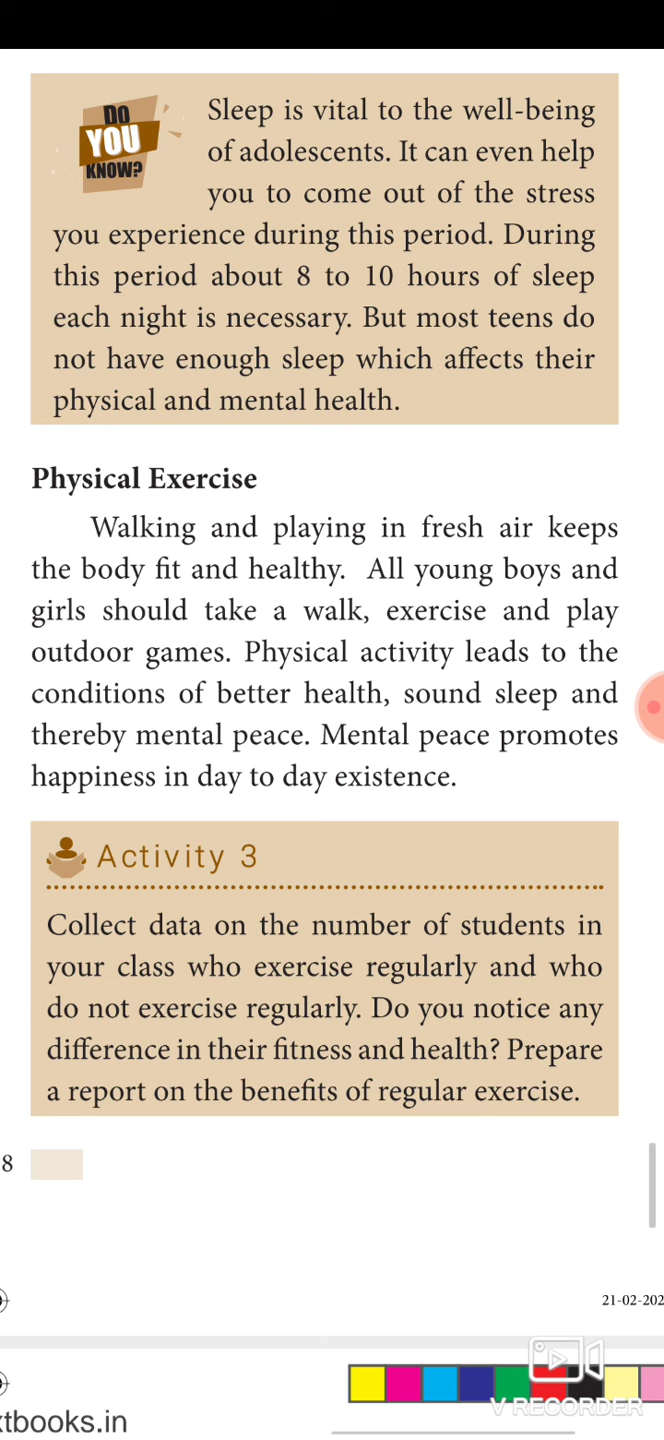 DO
YOU
KNOW?
Sleep is vital to the well-being
of adolescents. It can even help
you to come out of the stress
you experience during this period. During
this period about 8 to 10 hours of sleep
each night is necessary. But most teens do
not have enough sleep which affects their
physical and mental health.
Physical Exercise
Walking and playing in fresh air keeps
the body fit and healthy. All young boys and
girls should take a walk, exercise and play
outdoor games. Physical activity leads to the
conditions of better health, sound sleep and
thereby mental peace. Mental peace promotes
happiness in day to day existence.
Activity 3
Collect data on the number of students in
your class who exercise regularly and who
do not exercise regularly. Do you notice any
difference in their fitness and health? Prepare
a report on the benefits of regular exercise.
8
21-02-202
V RECORDER
tbooks.in